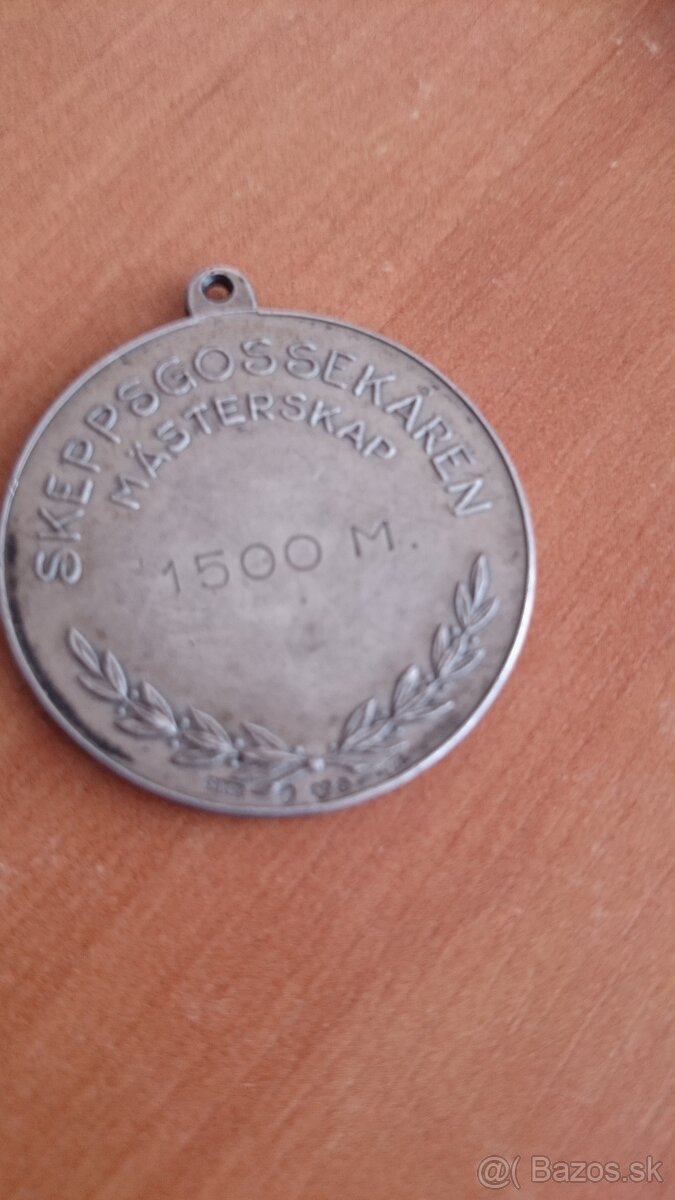 SKEPPSGOSSEKÅREN
MÄSTERSKAP
1500 M.
@( Bazos.sk